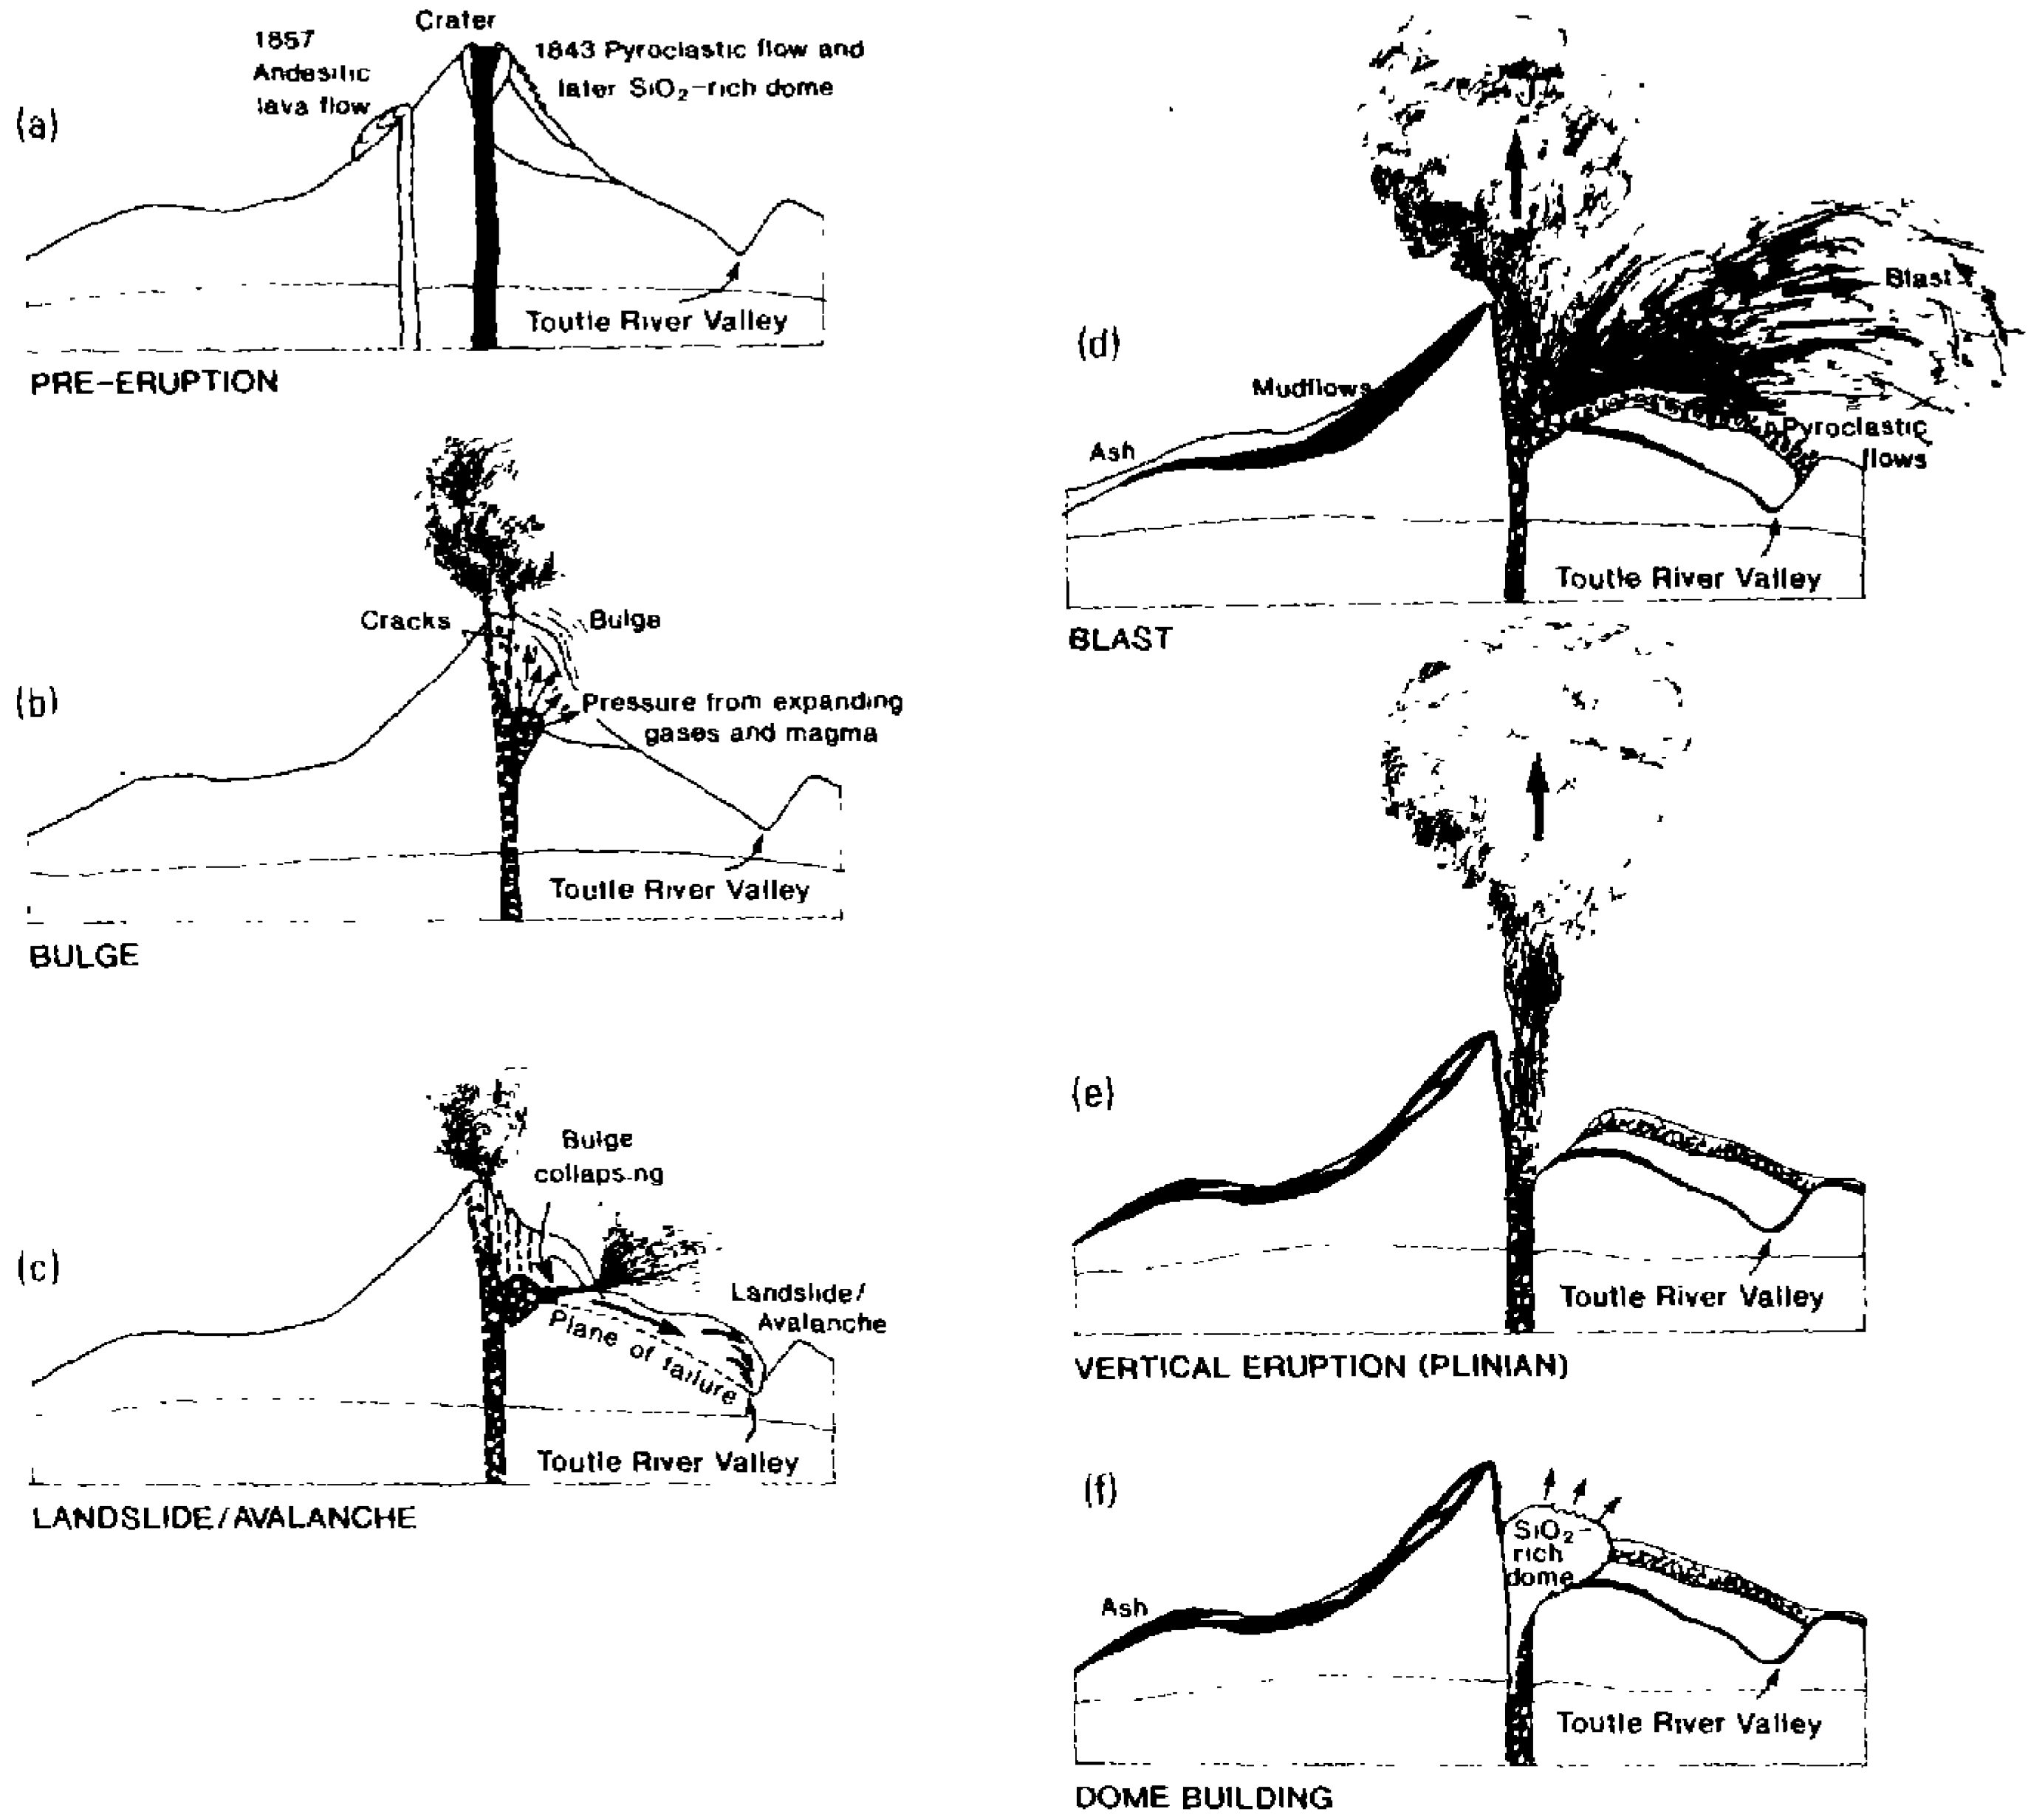 (a)
1857
Andesitic
lava flow
Crater
1843 Pyroclastic flow and
later SiO₂-rich dome
Toutle River Valley
PRE-ERUPTION
(b)
Cracks
Bulge
Pressure from expanding
gases and magma
Toutle River Valley
BULGE
(c)
Bulge
collapsing
Landslide/
Avalanche
Plane of failure
Toutle River Valley
LANDSLIDE/AVALANCHE
(d)
Blast
Mudflows
Ash
Pyroclastic
flows
Toutle River Valley
BLAST
(e)
Toutle River Valley
VERTICAL ERUPTION (PLINIAN)
(f)
SiO₂-
rich
dome
Ash
Toutle River Valley
DOME BUILDING